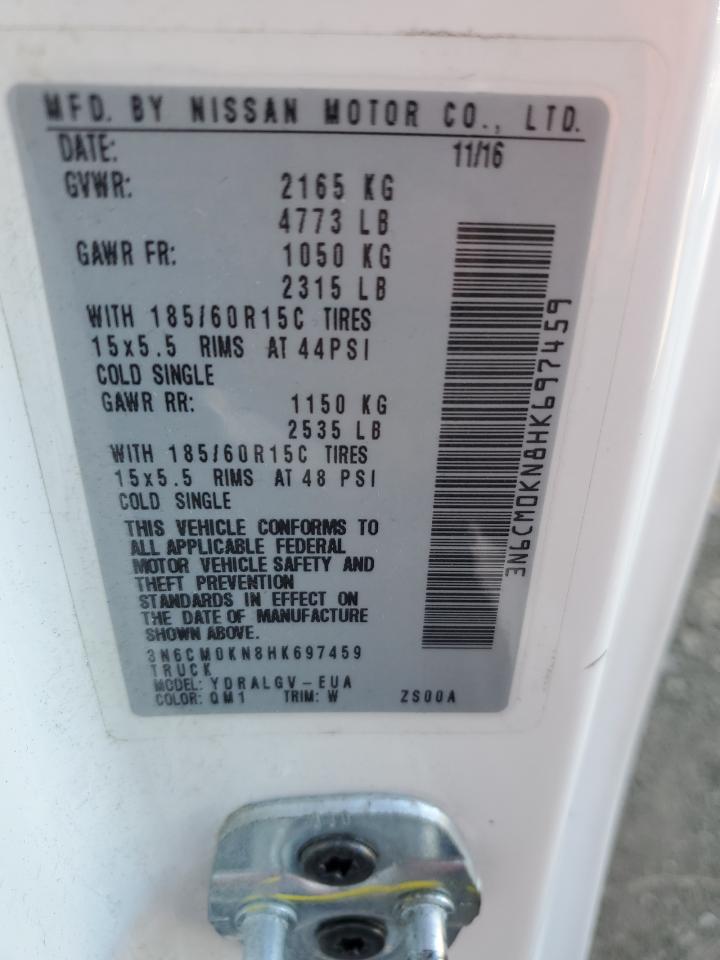 MFD. BY NISSAN MOTOR CO., LTD.
DATE: 11/16
GVWR: 2165 KG
4773 LB
GAWR FR: 1050 KG
2315 LB
WITH 185/60R15C TIRES
15x5.5 RIMS AT 44PSI
COLD SINGLE
GAWR RR: 1150 KG
2535 LB
WITH 185/60R15C TIRES
15x5.5 RIMS AT 48 PSI
COLD SINGLE
THIS VEHICLE CONFORMS TO
ALL APPLICABLE FEDERAL
MOTOR VEHICLE SAFETY AND
THEFT PREVENTION
STANDARDS IN EFFECT ON
THE DATE OF MANUFACTURE
SHOWN ABOVE.
3N6CM0KN8HK697459
TRUCK
MODEL: YDRALGV-EUA
COLOR: QM1 TRIM: W ZS00A
3N6CM0KN8HK697459